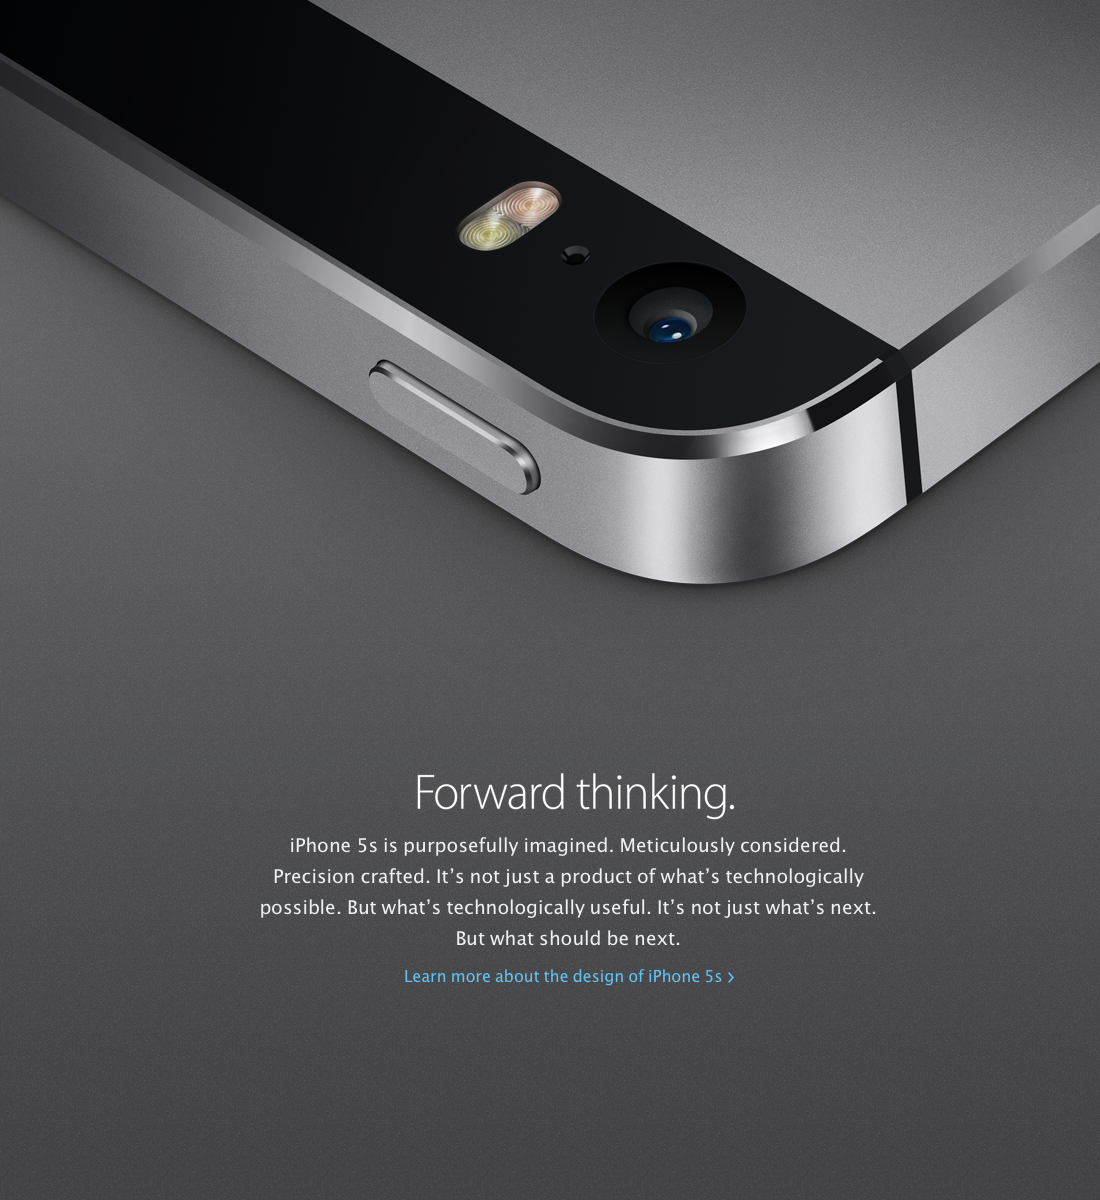 Forward thinking.
iPhone 5s is purposefully imagined. Meticulously considered.
Precision crafted. It’s not just a product of what’s technologically
possible. But what’s technologically useful. It’s not just what’s next.
But what should be next.
Learn more about the design of iPhone 5s ›